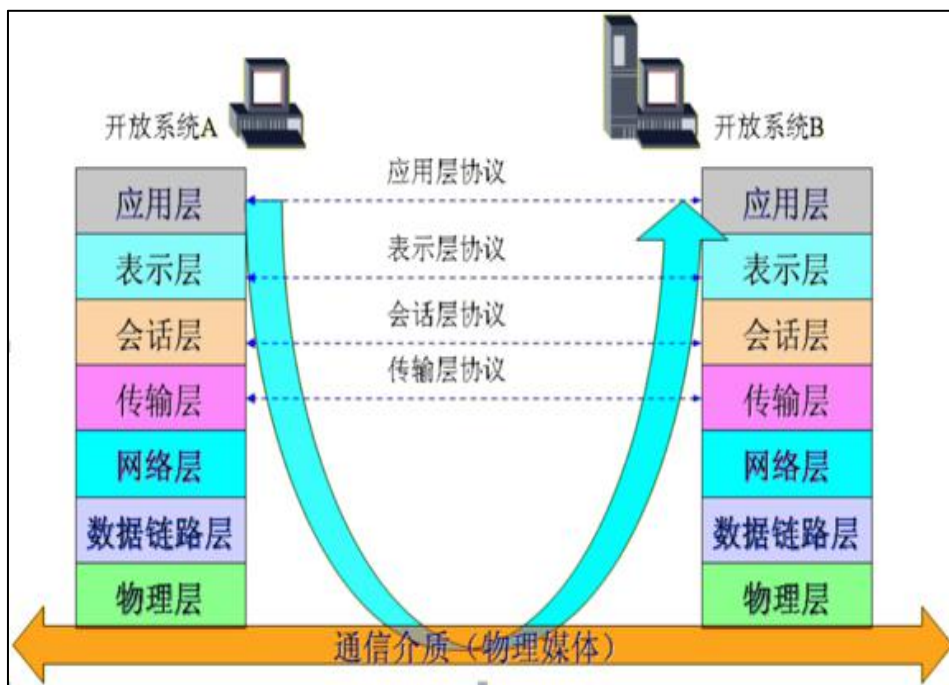 开放系统A
开放系统B
应用层
应用层协议
应用层
表示层
表示层协议
表示层
会话层
会话层协议
会话层
传输层
传输层协议
传输层
网络层
网络层
数据链路层
数据链路层
物理层
物理层
通信介质（物理媒体）